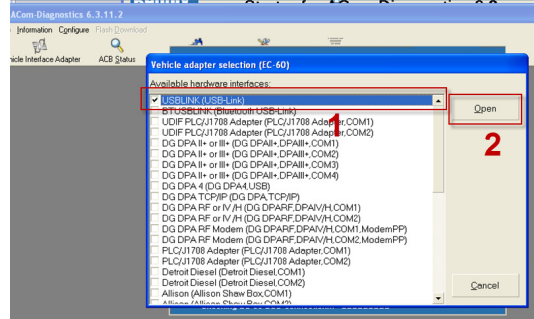 ACom-Diagnostics 6.3.11.2
Information Configure Flash Download
Vehicle Interface Adapter ACB Status
Vehicle adapter selection (EC-60)
Available hardware interfaces:
USBLINK (USB-Link)
BTUSBLINK (Bluetooth USB-Link)
UDIF PLC/J1708 Adapter (PLC/J1708 Adapter,COM1)
UDIF PLC/J1708 Adapter (PLC/J1708 Adapter,COM2)
DG DPA II+ or III+ (DG DPAII+,DPAIII+,COM1)
DG DPA II+ or III+ (DG DPAII+,DPAIII+,COM2)
DG DPA II+ or III+ (DG DPAII+,DPAIII+,COM3)
DG DPA II+ or III+ (DG DPAII+,DPAIII+,COM4)
DG DPA 4 (DG DPA4,USB)
DG DPA TCP/IP (DG DPA,TCP/IP)
DG DPA RF or IV /H (DG DPARF,DPAIV/H,COM1)
DG DPA RF or IV /H (DG DPARF,DPAIV/H,COM2)
DG DPA RF Modem (DG DPARF,DPAIV/H,COM1,ModemPP)
DG DPA RF Modem (DG DPARF,DPAIV/H,COM2,ModemPP)
PLC/J1708 Adapter (PLC/J1708 Adapter,COM1)
PLC/J1708 Adapter (PLC/J1708 Adapter,COM2)
Detroit Diesel (Detroit Diesel,COM1)
Detroit Diesel (Detroit Diesel,COM2)
Allison (Allison Shaw Box,COM1)
Allison (Allison Shaw Box,COM2)
Open
Cancel
1
2